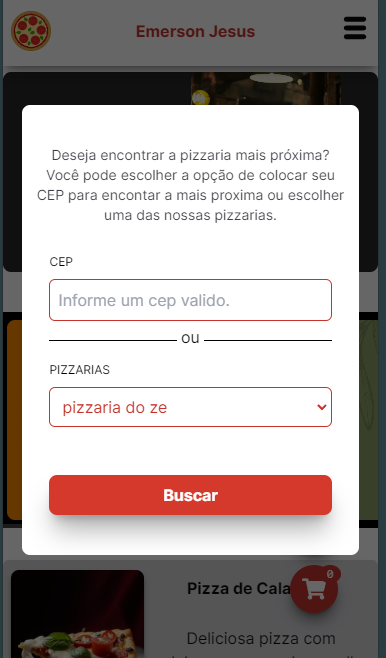 Emerson Jesus
Deseja encontrar a pizzaria mais próxima?
Você pode escolher a opção de colocar seu
CEP para encontar a mais proxima ou escolher
uma das nossas pizzarias.
CEP
Informe um cep valido.
ou
PIZZARIAS
pizzaria do ze
Buscar
0
Pizza de Cala
Deliciosa pizza com